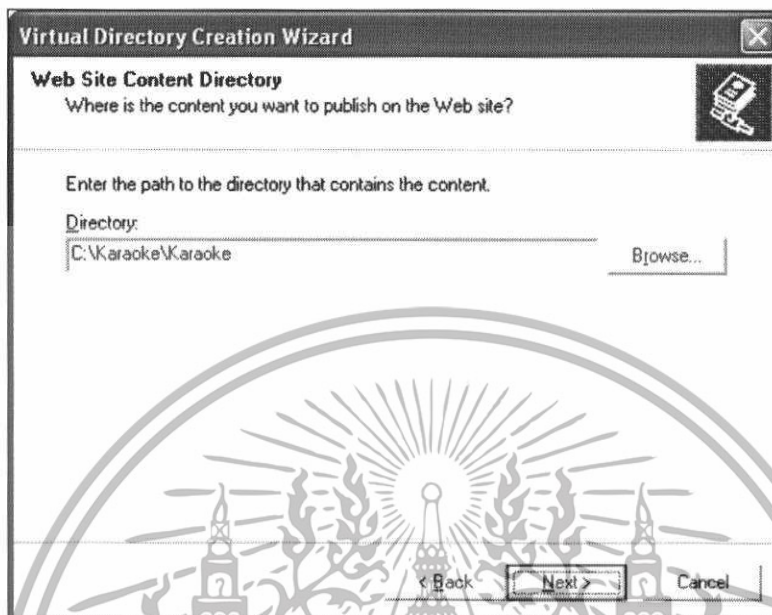 Virtual Directory Creation Wizard
Web Site Content Directory
Where is the content you want to publish on the Web site?
Enter the path to the directory that contains the content.
Directory:
C:\Karaoke\Karaoke
Browse...
< Back
Next >
Cancel